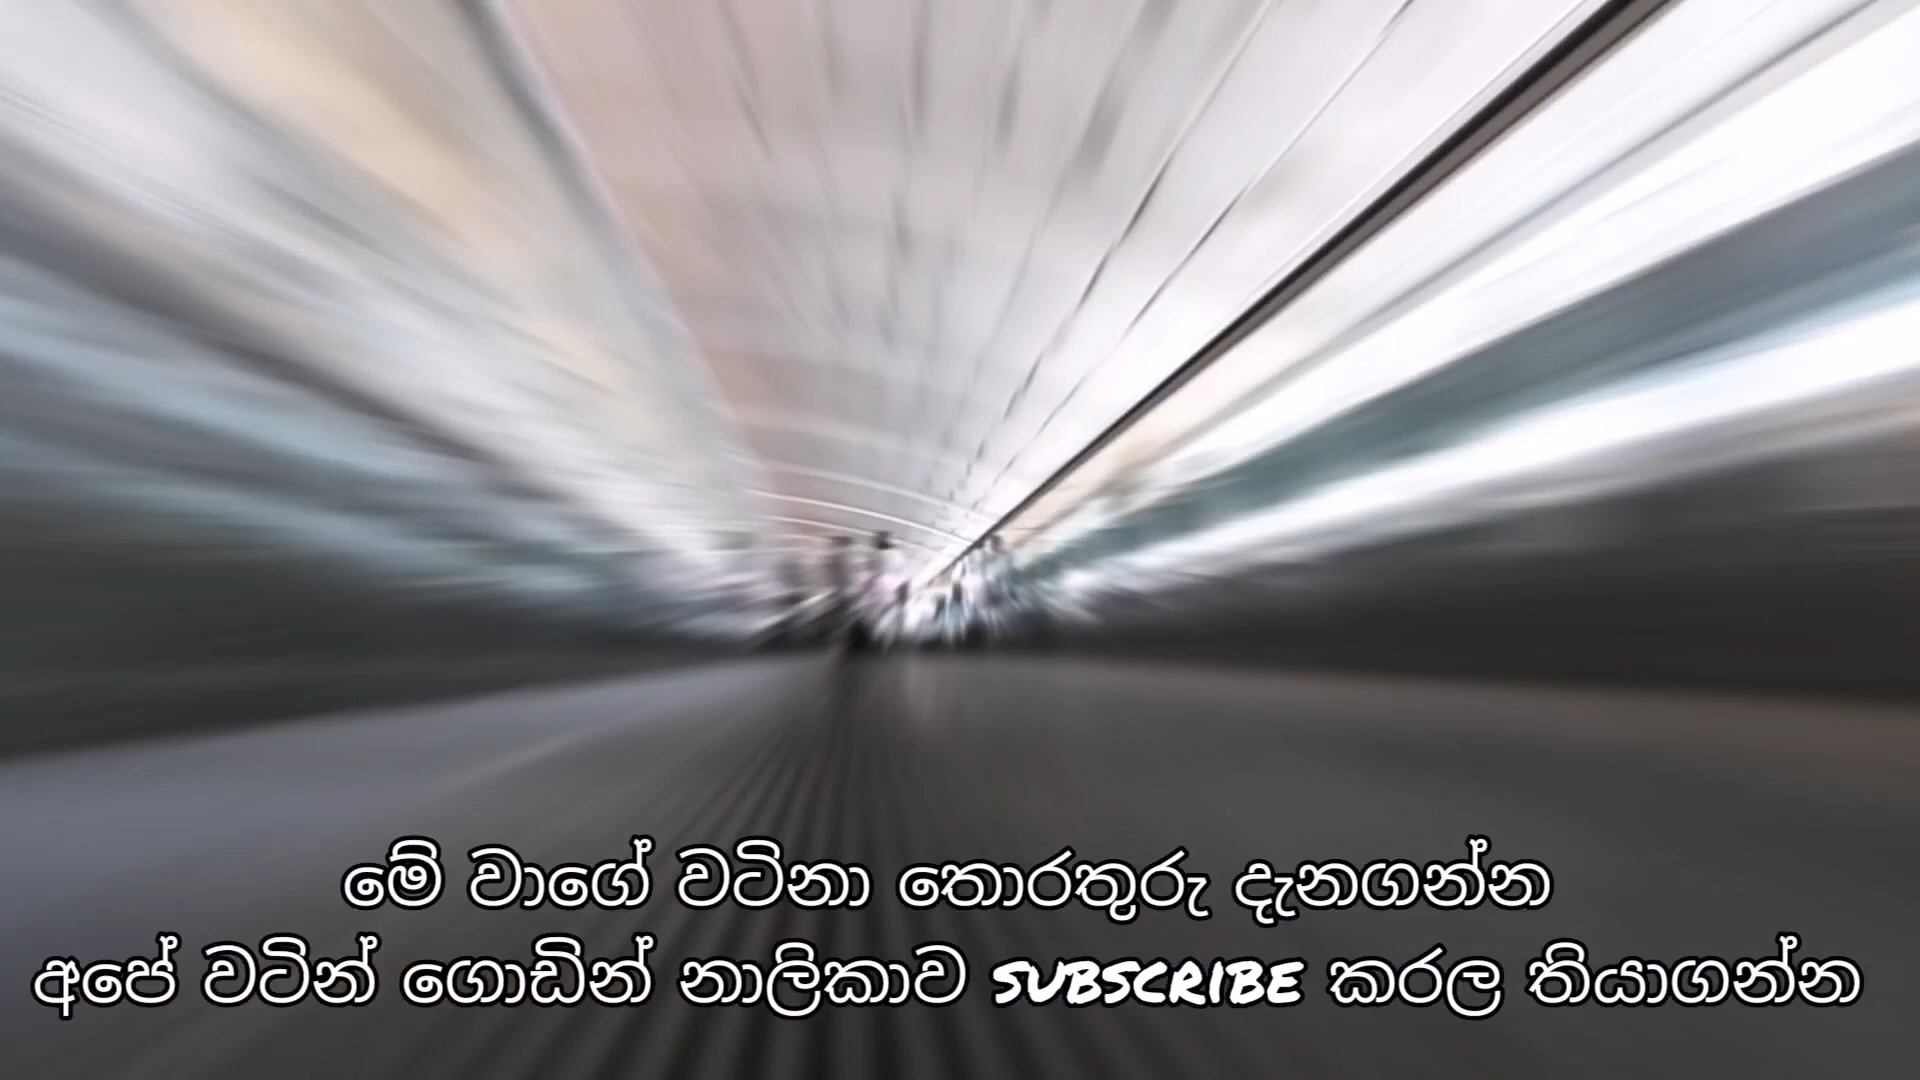 මේ වාගේ වටිනා තොරතුරු දැනගන්න
අපේ වටින් ගොඩින් නාලිකාව SUBSCRIBE කරල තියාගන්න